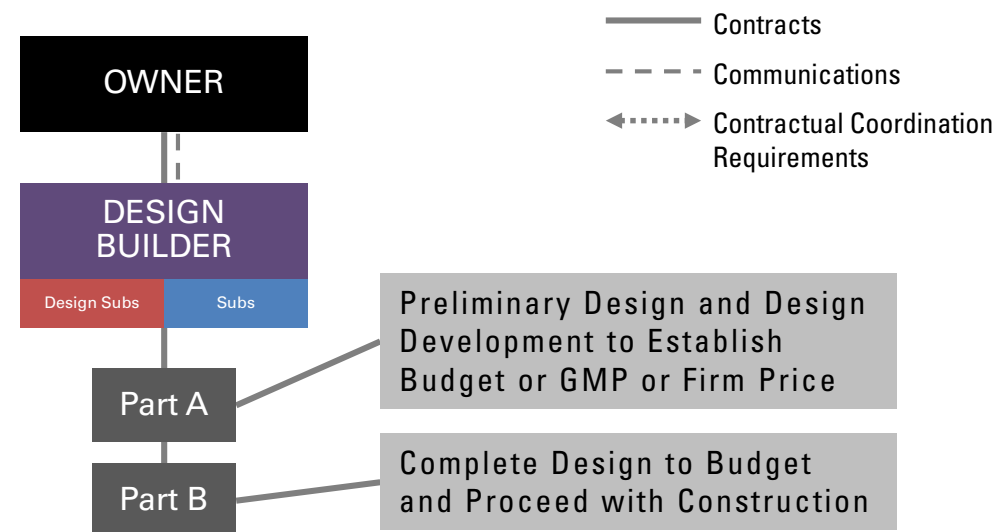 Contracts
OWNER
Communications
Contractual Coordination
Requirements
DESIGN
BUILDER
Design Subs
Subs
Preliminary Design and Design
Development to Establish
Budget or GMP or Firm Price
Part A
Complete Design to Budget
and Proceed with Construction
Part B